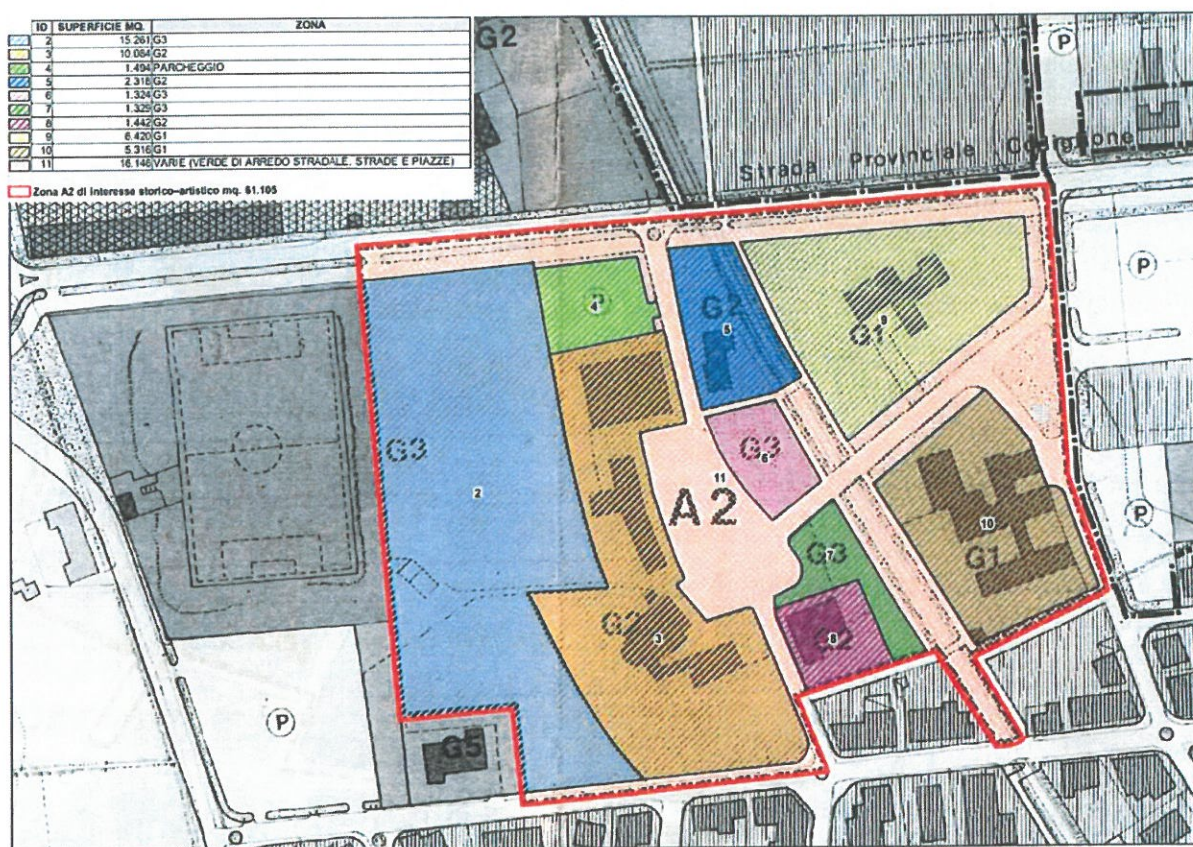 ID SUPERFICIE MQ. ZONA
2 15.261 G3
3 10.084 G2
4 1.494 PARCHEGGIO
5 2.318 G2
6 1.324 G3
7 1.329 G3
8 1.442 G2
9 6.420 G1
10 5.316 G1
11 16.146 VARIE (VERDE DI ARREDO STRADALE, STRADE E PIAZZE)
Zona A2 di interesse storico-artistico mq. 61.105
G2
P
Strada Provinciale
P
4
G2
5
G1
9
G3
2
G3
6
11
A2
10
G1
P
G3
7
G2
8
3
P
G5